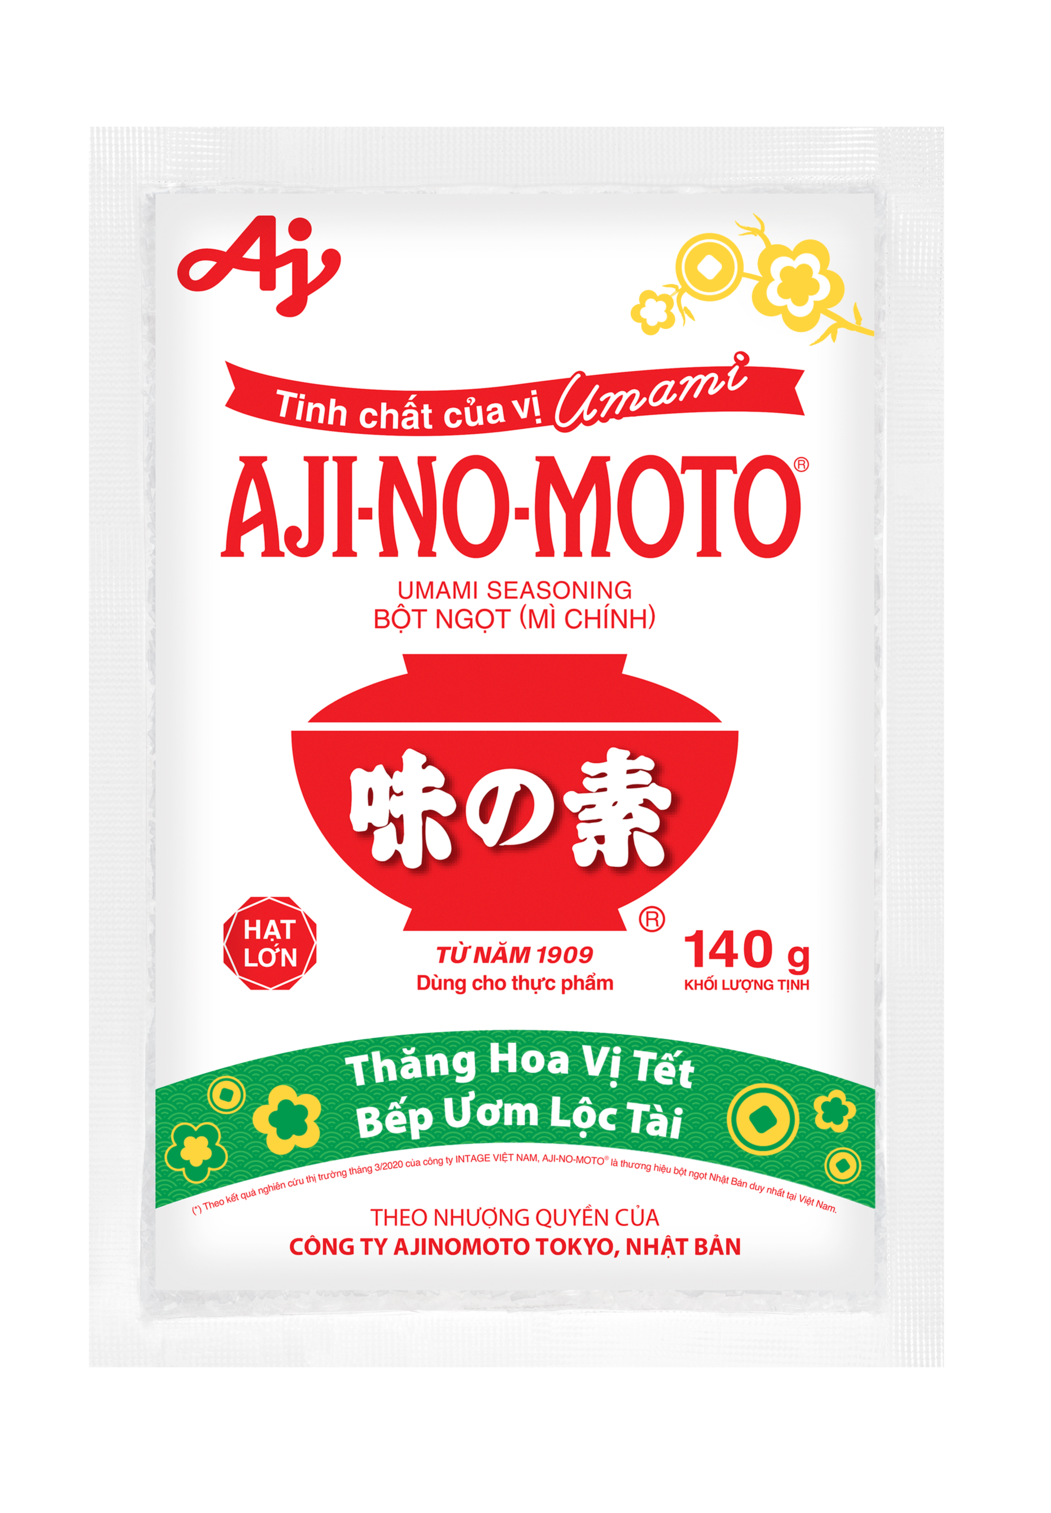 Aj
Tinh chất của vị Umami
AJI-NO-MOTO®
UMAMI SEASONING
BỘT NGỌT (MÌ CHÍNH)
味の素
®
HẠT
LỚN
TỪ NĂM 1909
Dùng cho thực phẩm
140 g
KHỐI LƯỢNG TỊNH
Thăng Hoa Vị Tết
Bếp Ươm Lộc Tài
(*) Theo kết quả nghiên cứu thị trường tháng 3/2020 của công ty INTAGE VIỆT NAM, AJI-NO-MOTO® là thương hiệu bột ngọt Nhật Bản duy nhất tại Việt Nam.
THEO NHƯỢNG QUYỀN CỦA
CÔNG TY AJINOMOTO TOKYO, NHẬT BẢN